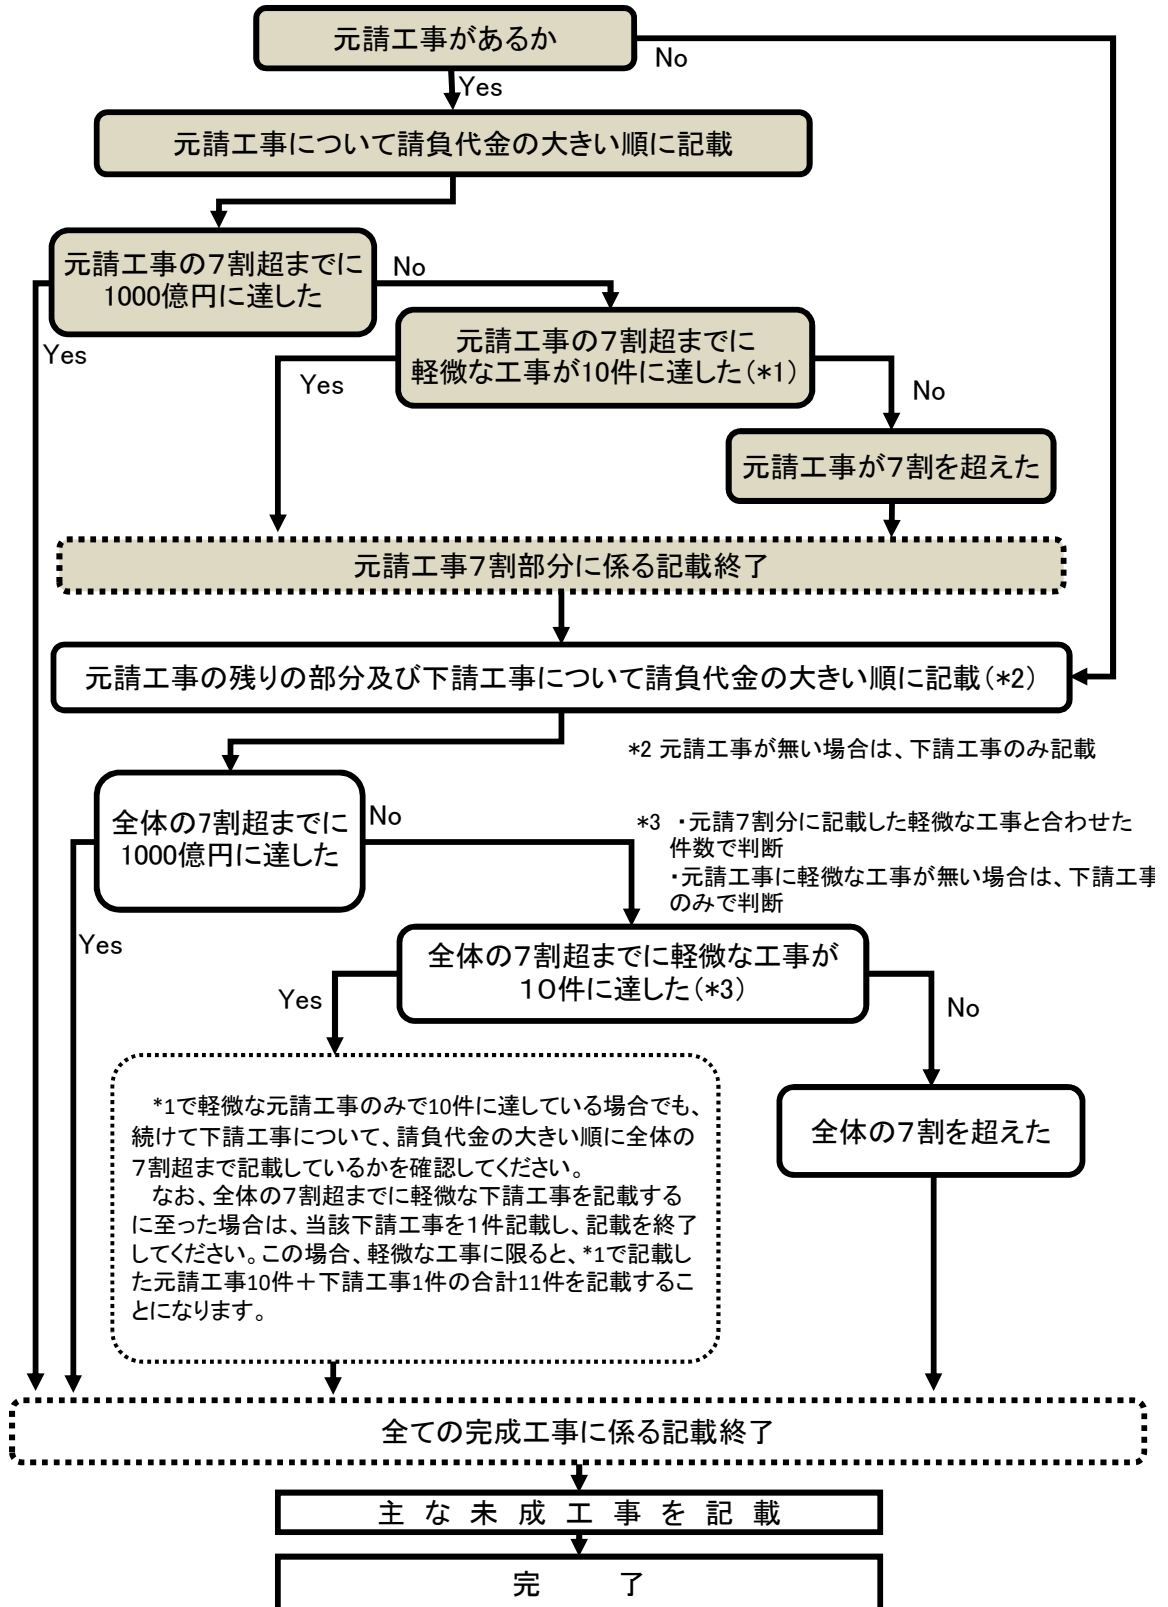 元請工事があるか
No
Yes
元請工事について請負代金の大きい順に記載
元請工事の7割超までに
1000億円に達した
No
Yes
元請工事の7割超までに
軽微な工事が10件に達した(*1)
Yes
No
元請工事が7割を超えた
元請工事7割部分に係る記載終了
元請工事の残りの部分及び下請工事について請負代金の大きい順に記載(*2)
*2 元請工事が無い場合は、下請工事のみ記載
全体の7割超までに
1000億円に達した
No
Yes
*3 ・元請7割分に記載した軽微な工事と合わせた
件数で判断
・元請工事に軽微な工事が無い場合は、下請工事
のみで判断
全体の7割超までに軽微な工事が
10件に達した(*3)
Yes
No
*1で軽微な元請工事のみで10件に達している場合でも、
続けて下請工事について、請負代金の大きい順に全体の
7割超まで記載しているかを確認してください。
なお、全体の7割超までに軽微な下請工事を記載する
に至った場合は、当該下請工事を1件記載し、記載を終了
してください。この場合、軽微な工事に限ると、*1で記載し
た元請工事10件+下請工事1件の合計11件を記載するこ
とになります。
全体の7割を超えた
全ての完成工事に係る記載終了
主な未成工事を記載
完 了